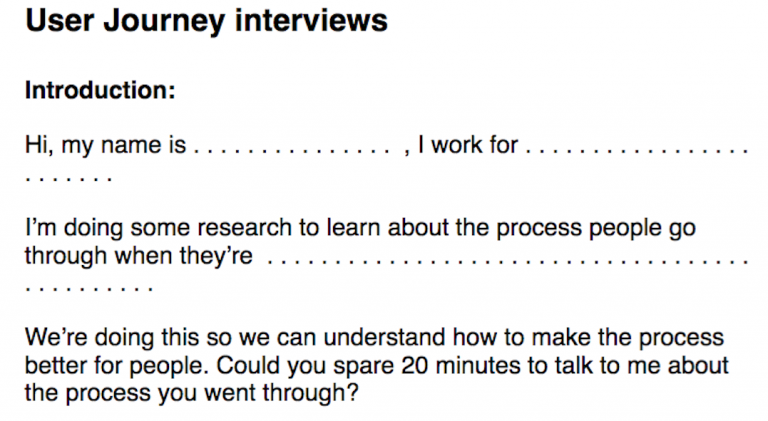 User Journey interviews
Introduction:
Hi, my name is . . . . . . . . . . . . . . . , I work for . . . . . . . . . . . . . . . . .
. . . . . . .
I’m doing some research to learn about the process people go
through when they’re . . . . . . . . . . . . . . . . . . . . . . . . . . . . . . . . . . . .
. . . . . . . . . .
We’re doing this so we can understand how to make the process
better for people. Could you spare 20 minutes to talk to me about
the process you went through?